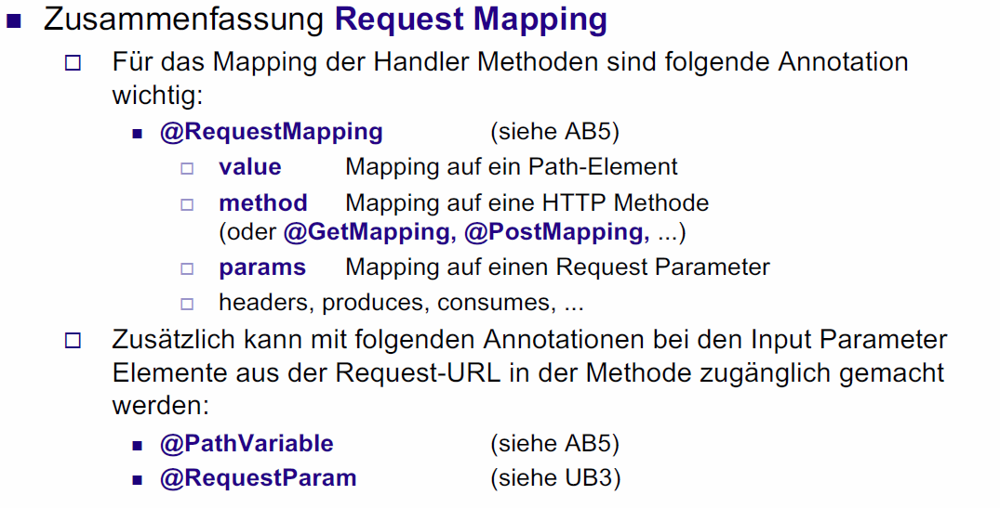 Zusammenfassung Request Mapping
Für das Mapping der Handler Methoden sind folgende Annotation
wichtig:
@RequestMapping (siehe AB5)
value Mapping auf ein Path-Element
method Mapping auf eine HTTP Methode
(oder @GetMapping, @PostMapping, ...)
params Mapping auf einen Request Parameter
headers, produces, consumes, ...
Zusätzlich kann mit folgenden Annotationen bei den Input Parameter
Elemente aus der Request-URL in der Methode zugänglich gemacht
werden:
@PathVariable (siehe AB5)
@RequestParam (siehe UB3)